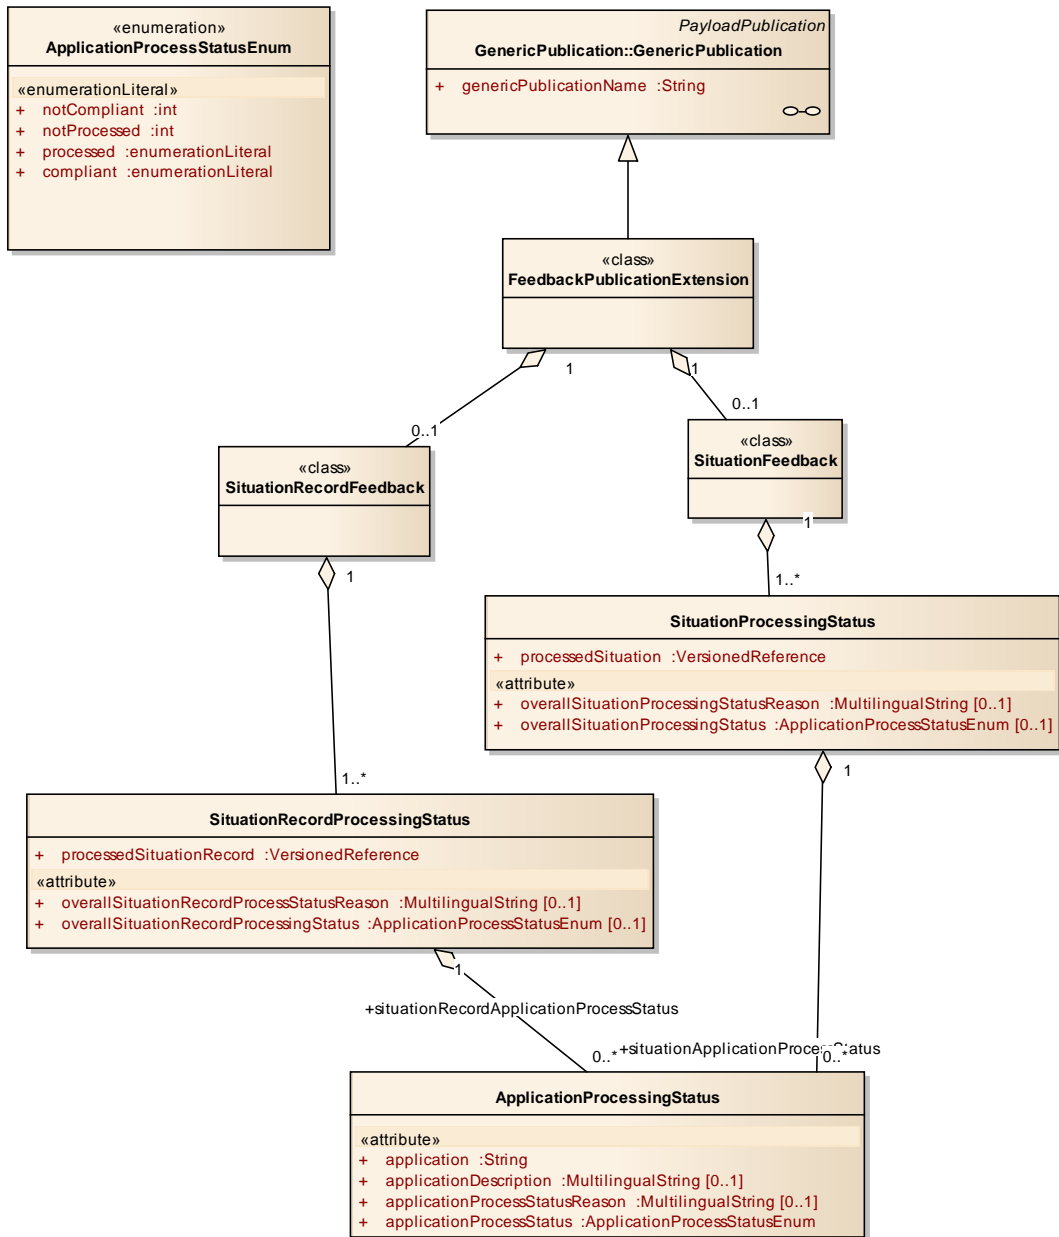 «enumeration»
ApplicationProcessStatusEnum
«enumerationLiteral»
+ notCompliant :int
+ notProcessed :int
+ processed :enumerationLiteral
+ compliant :enumerationLiteral
PayloadPublication
GenericPublication::GenericPublication
+ genericPublicationName :String
«class»
FeedbackPublicationExtension
1
1
0..1
0..1
«class»
SituationRecordFeedback
«class»
SituationFeedback
1
1
1..*
SituationProcessingStatus
+ processedSituation :VersionedReference
«attribute»
+ overallSituationProcessingStatusReason :MultilingualString [0..1]
+ overallSituationProcessingStatus :ApplicationProcessStatusEnum [0..1]
1
1..*
SituationRecordProcessingStatus
+ processedSituationRecord :VersionedReference
«attribute»
+ overallSituationRecordProcessStatusReason :MultilingualString [0..1]
+ overallSituationRecordProcessingStatus :ApplicationProcessStatusEnum [0..1]
1
+situationRecordApplicationProcessStatus
+situationApplicationProcessStatus
0..*
0..*
ApplicationProcessingStatus
«attribute»
+ application :String
+ applicationDescription :MultilingualString [0..1]
+ applicationProcessStatusReason :MultilingualString [0..1]
+ applicationProcessStatus :ApplicationProcessStatusEnum